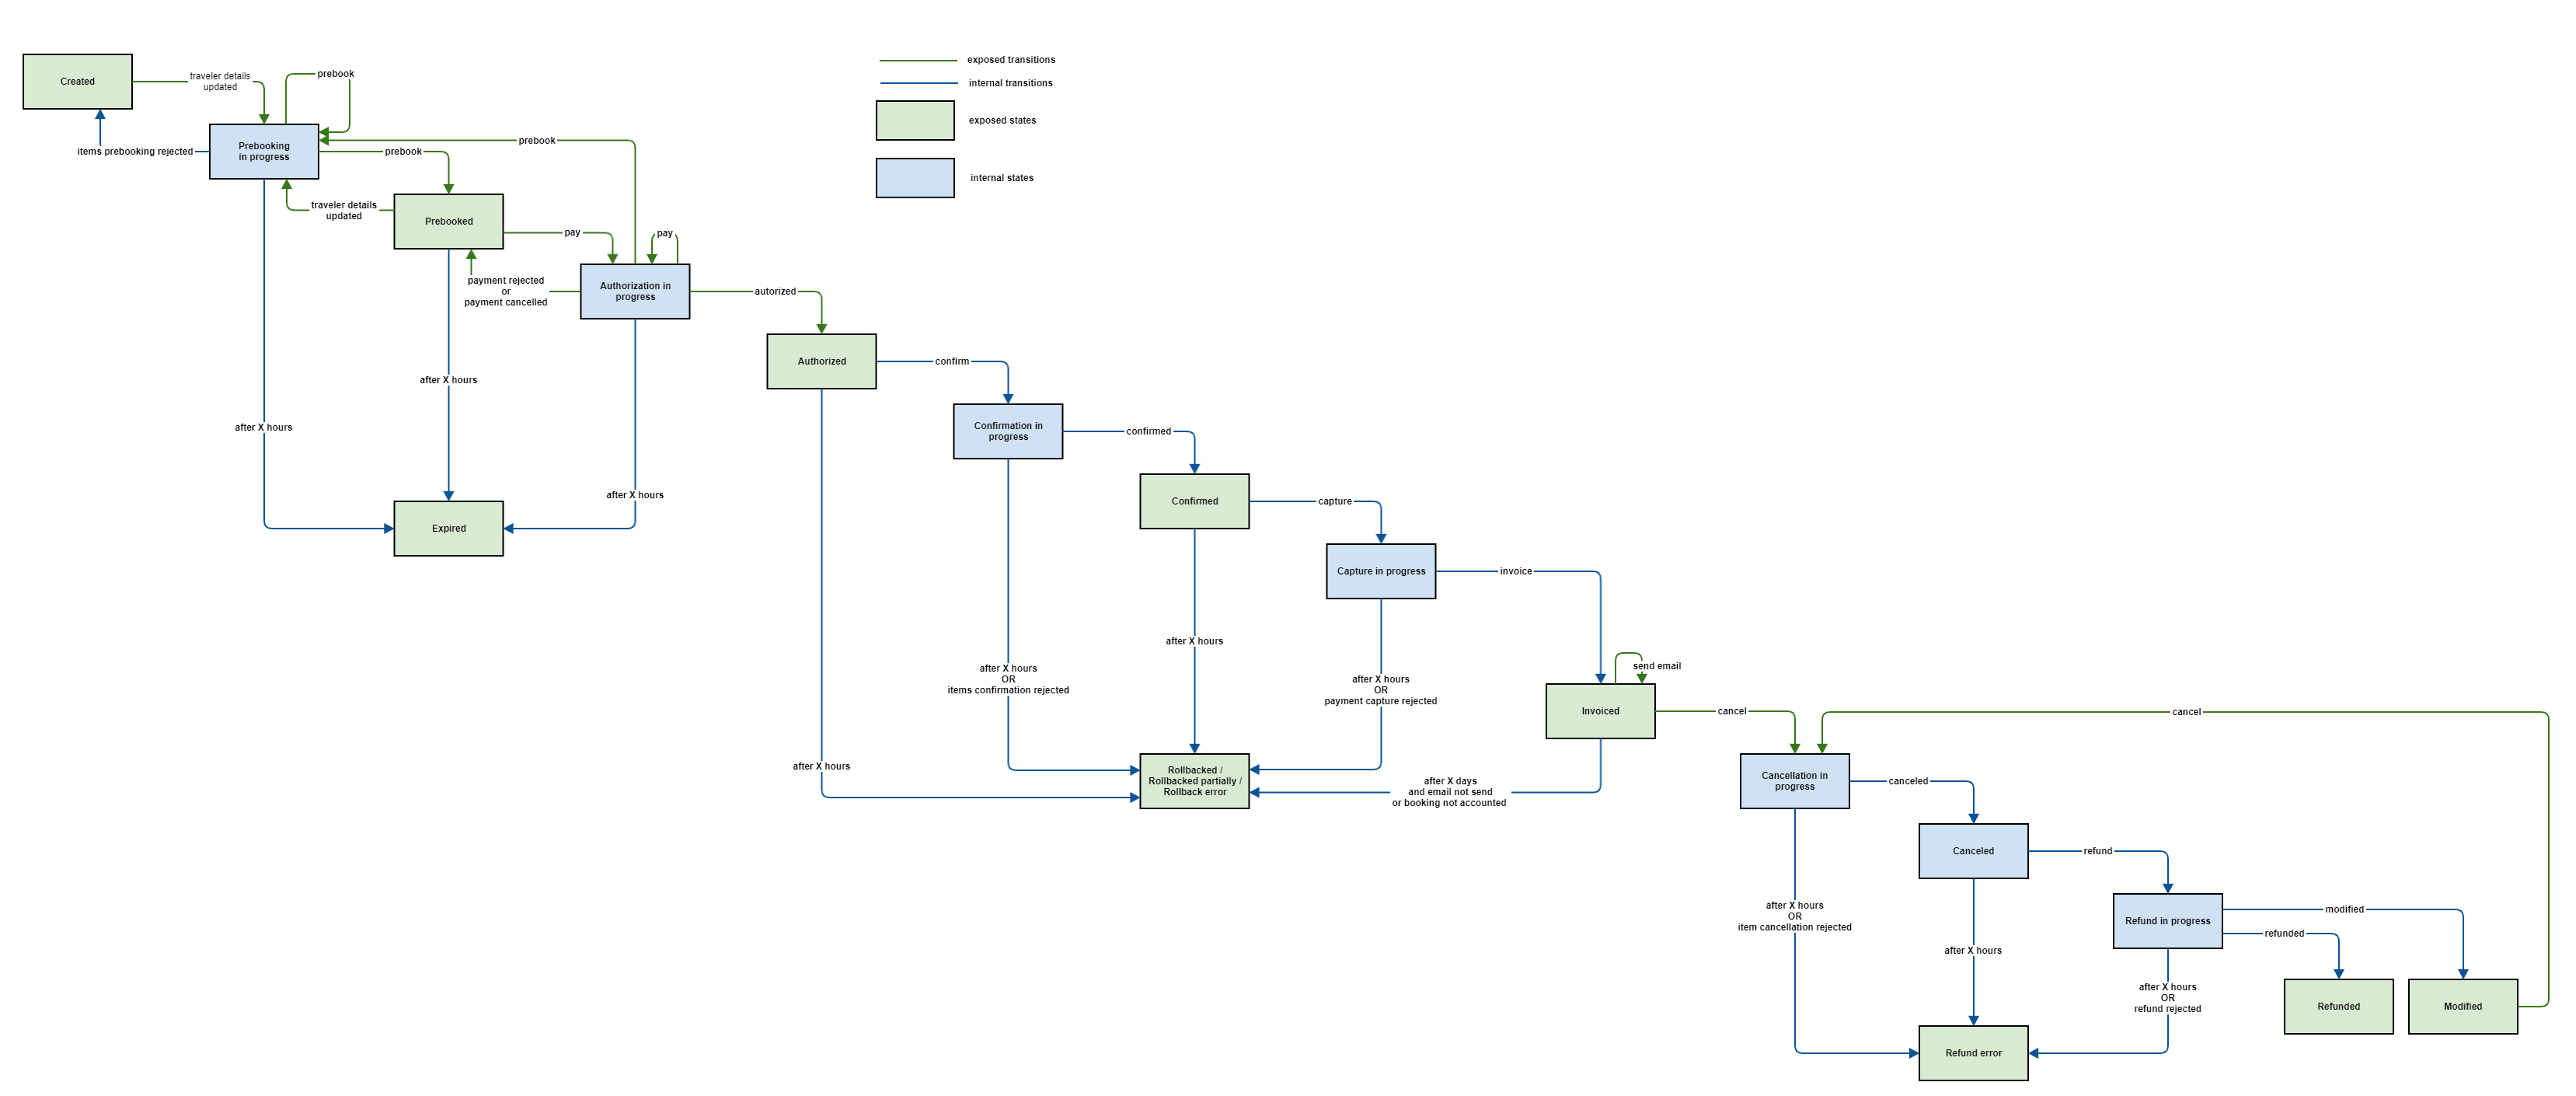 exposed transitions
internal transitions
exposed states
internal states
Created
traveler details
updated
prebook
items prebooking rejected
Prebooking
in progress
prebook
prebook
traveler details
updated
Prebooked
pay
pay
payment rejected
or
payment cancelled
Authorization in
progress
autorized
after X hours
after X hours
after X hours
Expired
Authorized
confirm
Confirmation in
progress
confirmed
Confirmed
capture
Capture in progress
invoice
after X hours
after X hours
OR
items confirmation rejected
after X hours
after X hours
OR
payment capture rejected
Rollbacked /
Rollbacked partially /
Rollback error
send email
Invoiced
cancel
cancel
after X days
and email not send
or booking not accounted
Cancellation in
progress
canceled
Canceled
refund
Refund in progress
modified
refunded
after X hours
OR
item cancellation rejected
after X hours
after X hours
OR
refund rejected
Refunded
Modified
Refund error